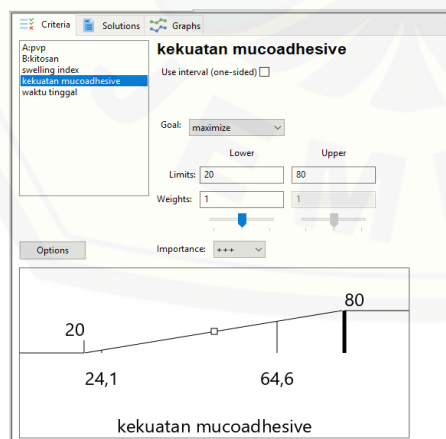 Criteria Solutions Graphs
A:pvp
B:kitosan
swelling index
kekuatan mucoadhesive
waktu tinggal
kekuatan mucoadhesive
Use interval (one-sided)
Goal: maximize
Lower Upper
Limits: 20 80
Weights: 1 1
Options
Importance: +++
80
20
24,1 64,6
kekuatan mucoadhesive